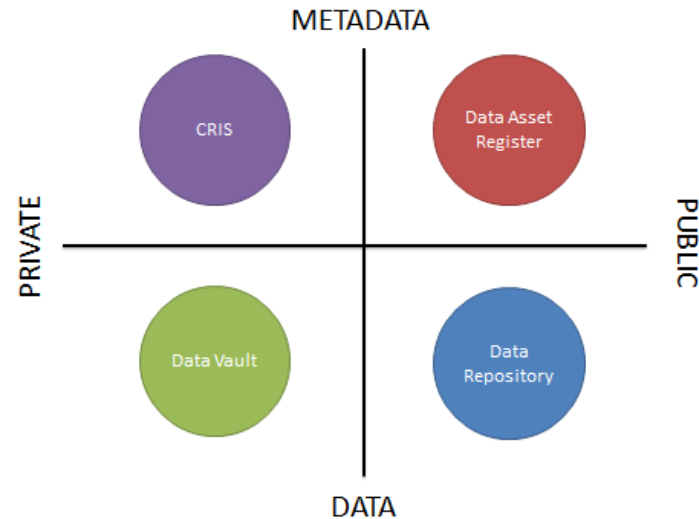 METADATA
CRIS
Data Asset
Register
PRIVATE
PUBLIC
Data Vault
Data
Repository
DATA